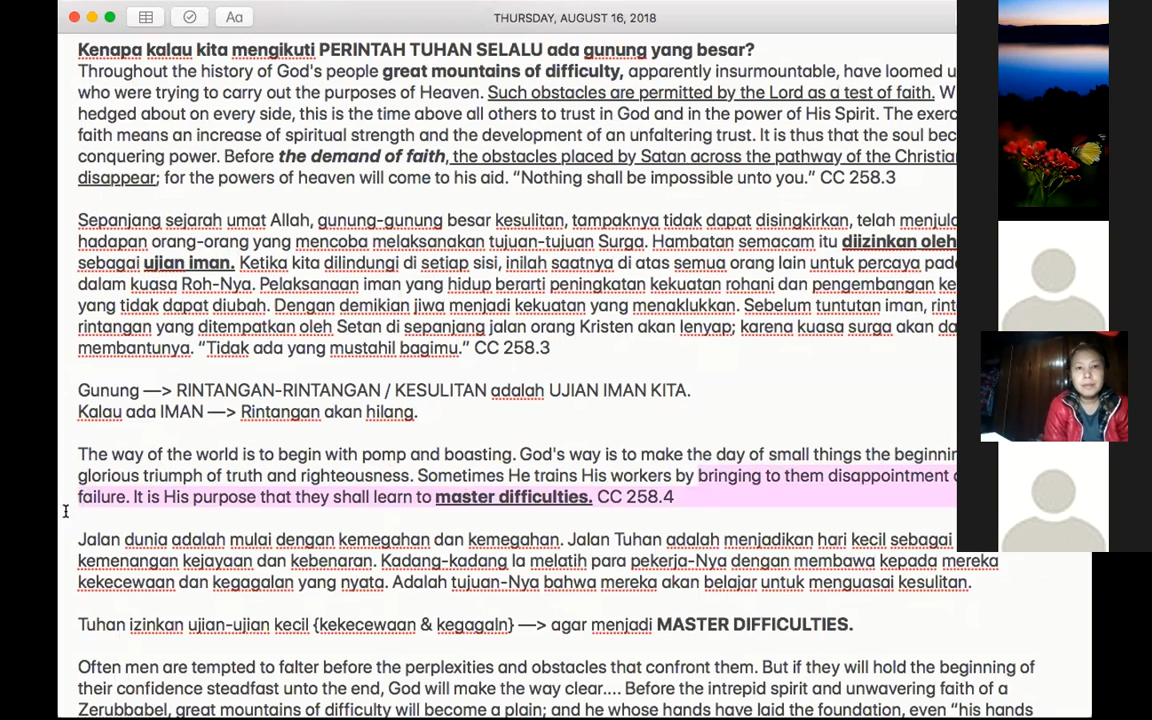 Aa
THURSDAY, AUGUST 16, 2018
Kenapa kalau kita mengikuti PERINTAH TUHAN SELALU ada gunung yang besar?
Throughout the history of God's people great mountains of difficulty, apparently insurmountable, have loomed
who were trying to carry out the purposes of Heaven. Such obstacles are permitted by the Lord as a test of faith.
hedged about on every side, this is the time above all others to trust in God and in the power of His Spirit. The
faith means an increase of spiritual strength and the development of an unfaltering trust. It is thus that the soul
conquering power. Before the demand of faith, the obstacles placed by Satan across the pathway of the
disappear; for the powers of heaven will come to his aid. “Nothing shall be impossible unto you.” CC 258.3
Sepanjang sejarah umat Allah, gunung-gunung besar kesulitan, tampaknya tidak dapat disingkirkan, telah
hadapan orang-orang yang mencoba melaksanakan tujuan-tujuan Surga. Hambatan semacam itu diizinkan oleh
sebagai ujian iman. Ketika kita dilindungi di setiap sisi, inilah saatnya di atas semua orang lain untuk percaya
dalam kuasa Roh-Nya. Pelaksanaan iman yang hidup berarti peningkatan kekuatan rohani dan pengembangan
yang tidak dapat diubah. Dengan demikian jiwa menjadi kekuatan yang menaklukkan. Sebelum tuntutan iman,
rintangan yang ditempatkan oleh Setan di sepanjang jalan orang Kristen akan lenyap; karena kuasa surga akan
membantunya. “Tidak ada yang mustahil bagimu.” CC 258.3
Gunung —> RINTANGAN-RINTANGAN / KESULITAN adalah UJIAN IMAN KITA.
Kalau ada IMAN —> Rintangan akan hilang.
The way of the world is to begin with pomp and boasting. God's way is to make the day of small things the
glorious triumph of truth and righteousness. Sometimes He trains His workers by bringing to them disappointment
failure. It is His purpose that they shall learn to master difficulties. CC 258.4
Jalan dunia adalah mulai dengan kemegahan dan kemegahan. Jalan Tuhan adalah menjadikan hari kecil sebagai
kemenangan kejayaan dan kebenaran. Kadang-kadang Ia melatih para pekerja-Nya dengan membawa kepada mereka
kekecewaan dan kegagalan yang nyata. Adalah tujuan-Nya bahwa mereka akan belajar untuk menguasai kesulitan.
Tuhan izinkan ujian-ujian kecil {kekecewaan & kegagaln} —> agar menjadi MASTER DIFFICULTIES.
Often men are tempted to falter before the perplexities and obstacles that confront them. But if they will hold the beginning of
their confidence steadfast unto the end, God will make the way clear.... Before the intrepid spirit and unwavering faith of a
Zerubbabel, great mountains of difficulty will become a plain; and he whose hands have laid the foundation, even “his hands